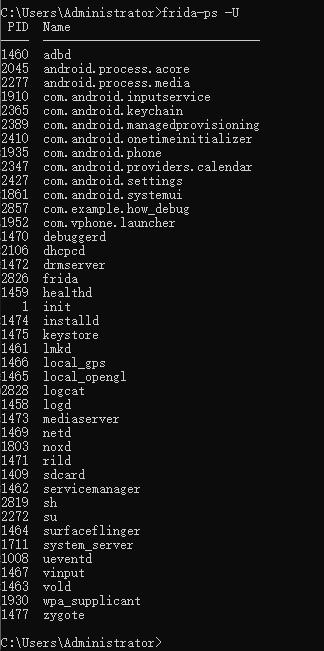 C:\Users\Administrator>frida-ps -U
PID  Name
1460  adbd
2045  android.process.acore
2277  android.process.media
1910  com.android.inputservice
2365  com.android.keychain
2389  com.android.managedprovisioning
2410  com.android.onetimeinitializer
1935  com.android.phone
2347  com.android.providers.calendar
2427  com.android.settings
1861  com.android.systemui
2857  com.example.how_debug
1952  com.vphone.launcher
1470  debuggerd
2106  dhcpcd
1472  drmserver
2826  frida
1459  healthd
1  init
1474  installd
1475  keystore
1461  lmkd
1466  local_gps
1465  local_opengl
2828  logcat
1458  logd
1473  mediaserver
1469  netd
1803  noxd
1471  rild
1409  sdcard
1462  servicemanager
2819  sh
2272  su
1464  surfaceflinger
1711  system_server
1008  ueventd
1467  vinput
1463  vold
1930  wpa_supplicant
1477  zygote
C:\Users\Administrator>